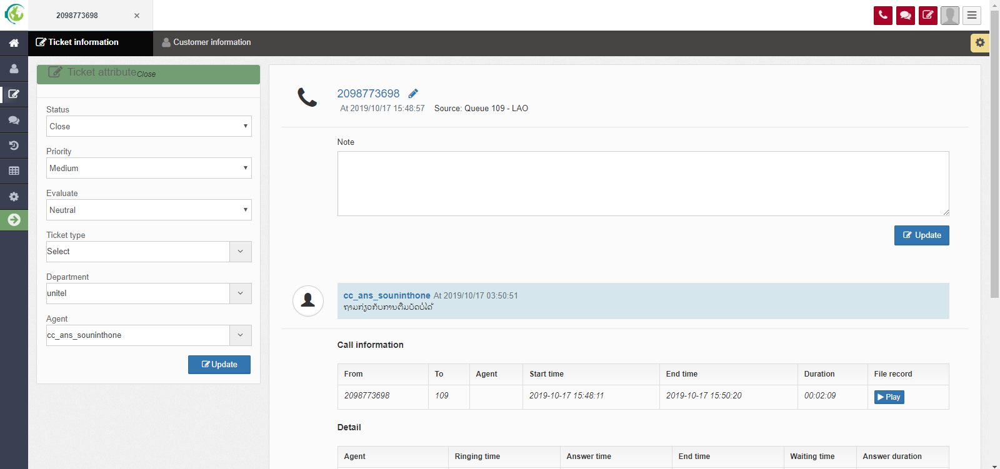 2098773698 ×
Ticket information Customer information
Ticket attributeClose
Status
Close
Priority
Medium
Evaluate
Neutral
Ticket type
Select
Department
unitel
Agent
cc_ans_souninthone
Update
2098773698
At 2019/10/17 15:48:57 Source: Queue 109 - LAO
Note
Update
cc_ans_souninthone At 2019/10/17 03:50:51
ຖາມກ່ຽວກັບການຕື່ມບັດບໍ່ໄດ້
Call information
From To Agent Start time End time Duration File record
2098773698 109 2019-10-17 15:48:11 2019-10-17 15:50:20 00:02:09 Play
Detail
Agent Ringing time Answer time End time Waiting time Answer duration